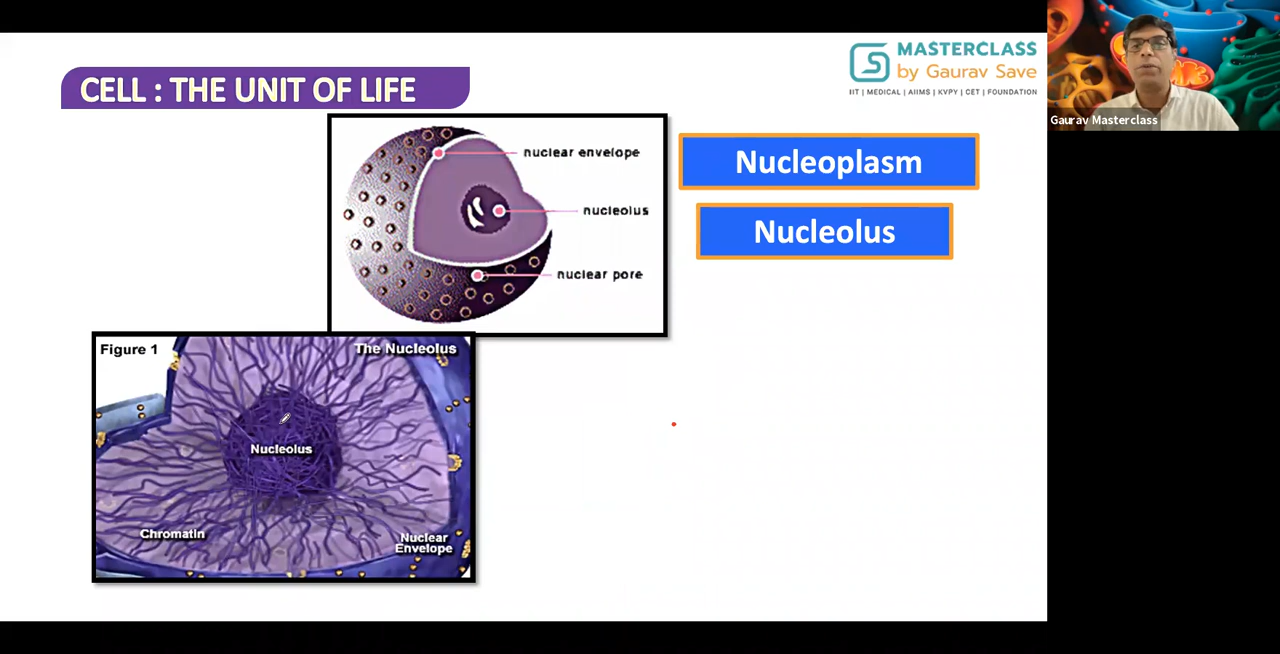 MASTERCLASS
by Gaurav Save
IIT | MEDICAL | AIIMS | KVPY | CET | FOUNDATION
Gaurav Masterclass
CELL : THE UNIT OF LIFE
nuclear envelope
nucleolus
nuclear pore
Nucleoplasm
Nucleolus
Figure 1
The Nucleolus
Nucleolus
Chromatin
Nuclear
Envelope